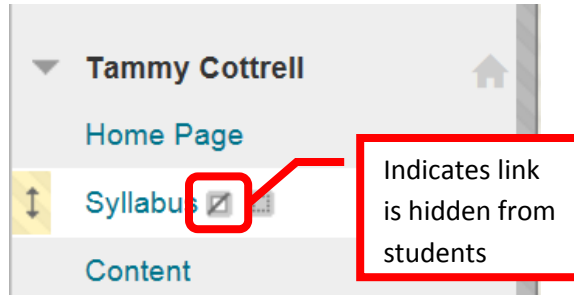 Tammy Cottrell
Home Page
Syllabus
Content
Indicates link
is hidden from
students